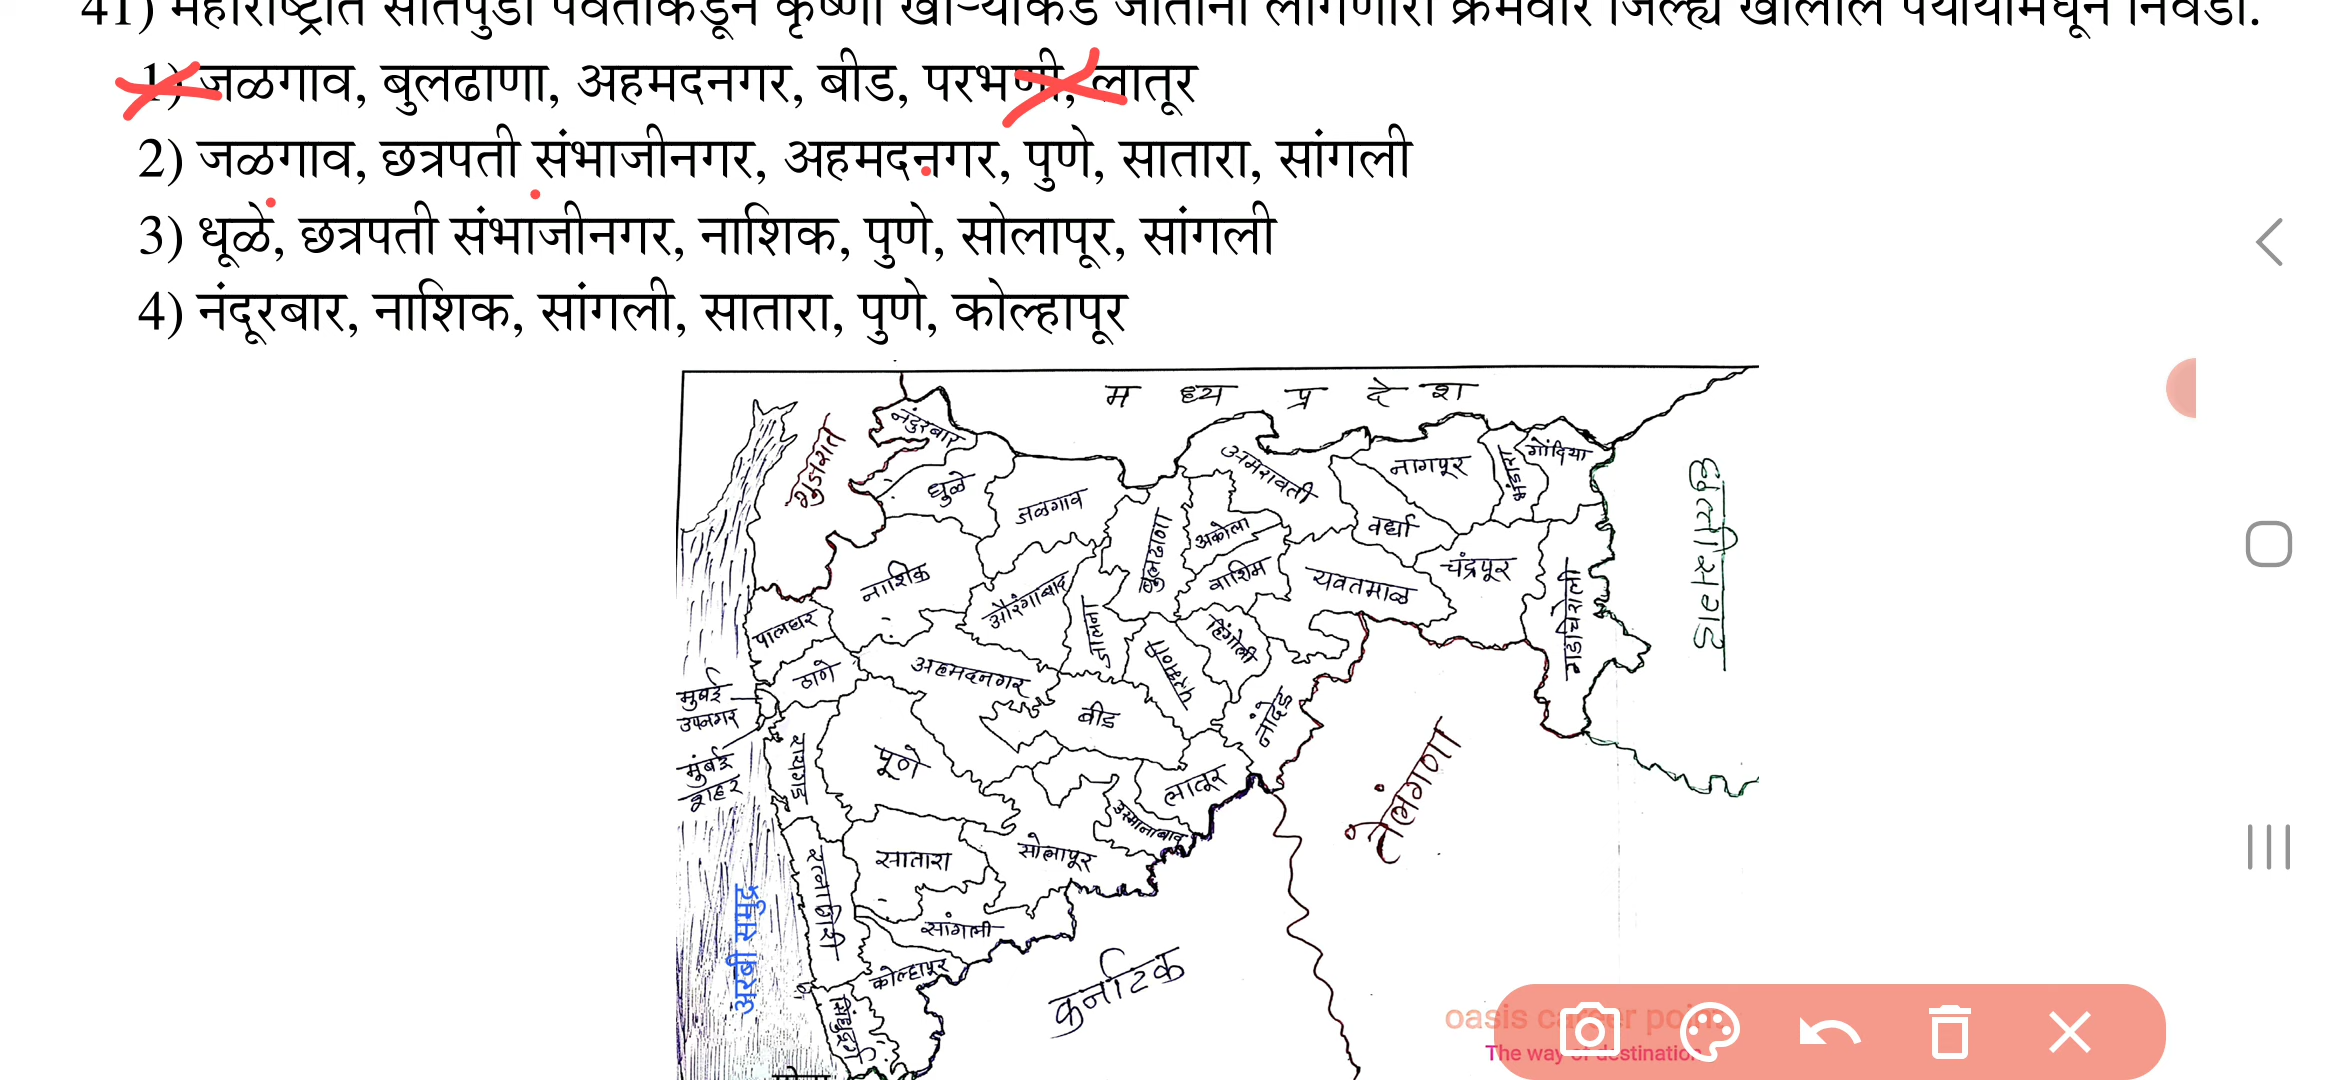 41) महाराष्ट्रात सातपुडा पर्वताकडून कृष्णा खोऱ्याकडे जाताना लागणारी क्रमवार जिल्हे खालील पर्यायामधून निवडा.
1) जळगाव, बुलढाणा, अहमदनगर, बीड, परभणी, लातूर
2) जळगाव, छत्रपती संभाजीनगर, अहमदनगर, पुणे, सातारा, सांगली
3) धूळे, छत्रपती संभाजीनगर, नाशिक, पुणे, सोलापूर, सांगली
4) नंदूरबार, नाशिक, सांगली, सातारा, पुणे, कोल्हापूर
म ध्य प्र दे श
नंदुरबार
गुजरात
धुळे
जळगाव
अमरावती
नागपूर
भंडारा
गोंदिया
छत्तीसगड
बुलढाणा
अकोला
वर्धा
नाशिक
औरंगाबाद
वाशिम
यवतमाळ
चंद्रपूर
गडचिरोली
पालघर
जालना
हिंगोली
ठाणे
अहमदनगर
परभणी
मुंबई
उपनगर
बीड
नांदेड
मुंबई
शहर
रायगड
पूणे
लातूर
तेलंगणा
उस्मानाबाद
सातारा
सोलापूर
रत्नागिरी
अरबी समुद्र
सांगली
कोल्हापूर
कर्नाटक
सिंधुदुर्ग
oasis career point
The way of destination